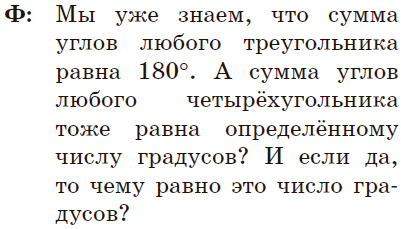 Ф: Мы уже знаем, что сумма
углов любого треугольника
равна 180°. А сумма углов
любого четырёхугольника
тоже равна определённому
числу градусов? И если да,
то чему равно это число гра-
дусов?